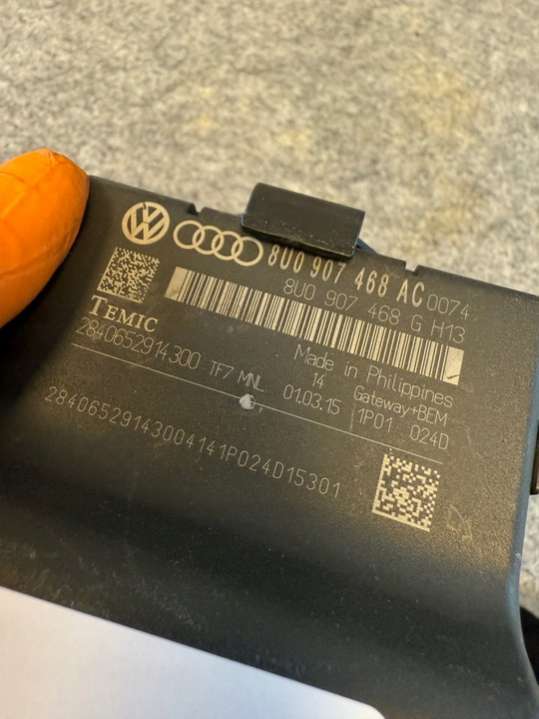 8U0 907 468 AC 0074
8U0 907 468 G H13
TEMIC
Made in Philippines
2840652914300 TF7 MNL 01.03.15 14 Gateway+BEM
1P01 024D
28406529143004141P024D15301